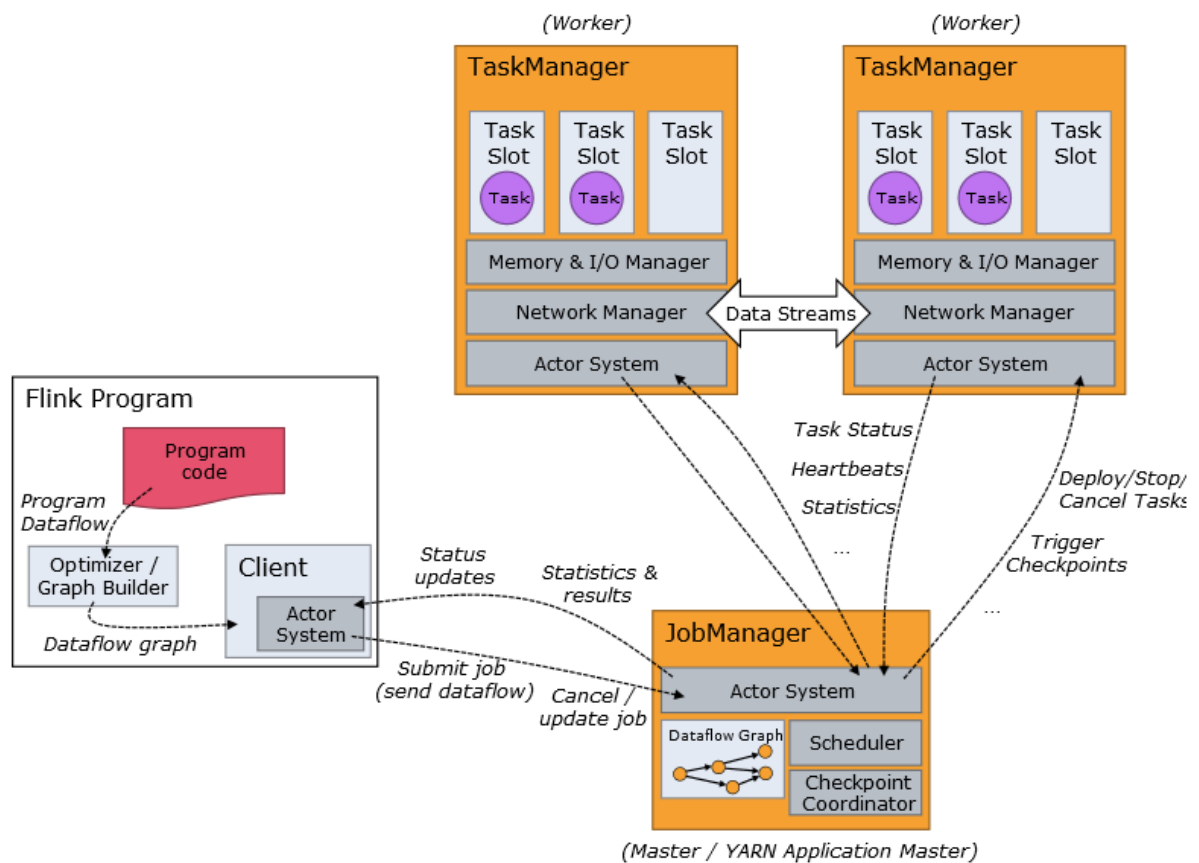 (Worker)
(Worker)
TaskManager
TaskManager
Task
Slot
Task
Task
Slot
Task
Task
Slot
Task
Slot
Task
Task
Slot
Task
Task
Slot
Memory & I/O Manager
Memory & I/O Manager
Network Manager
Data Streams
Network Manager
Actor System
Actor System
Flink Program
Program
code
Program
Dataflow
Optimizer /
Graph Builder
Dataflow graph
Client
Actor
System
Status
updates
Statistics &
results
Submit job
(send dataflow)
Cancel /
update job
Task Status
Heartbeats
Statistics
...
Deploy/Stop/
Cancel Tasks
Trigger
Checkpoints
...
JobManager
Actor System
Dataflow Graph
Scheduler
Checkpoint
Coordinator
(Master / YARN Application Master)